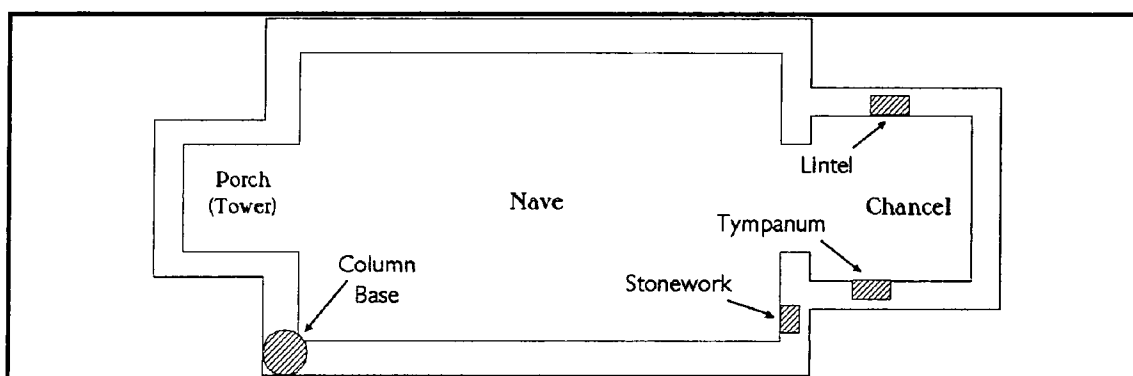 Lintel
Porch
(Tower)
Nave
Chancel
Tympanum
Column
Base
Stonework